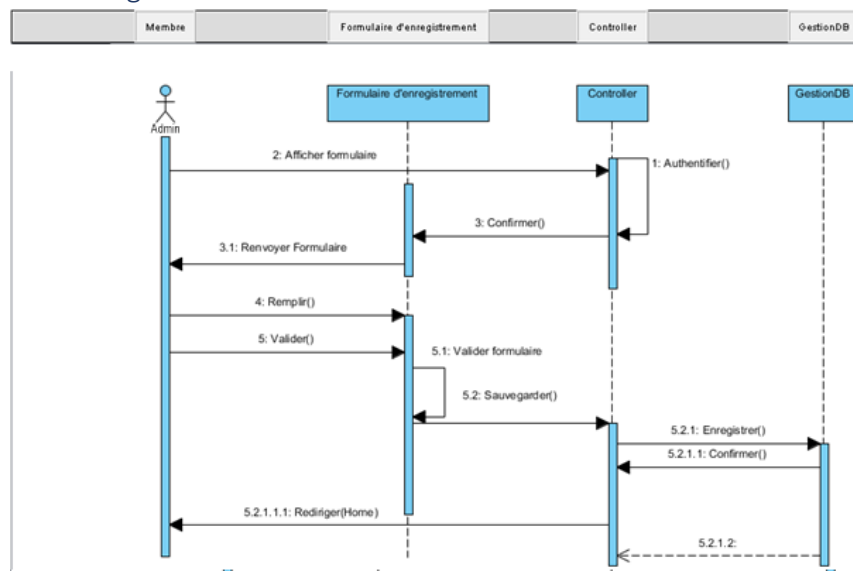 Membre
Formulaire d'enregistrement
Controller
GestionDB
Formulaire d'enregistrement
Controller
GestionDB
Admin
2: Afficher formulaire
1: Authentifier()
3: Confirmer()
3.1: Renvoyer Formulaire
4: Remplir()
5: Valider()
5.1: Valider formulaire
5.2: Sauvegarder()
5.2.1: Enregistrer()
5.2.1.1: Confirmer()
5.2.1.1.1: Rediriger(Home)
5.2.1.2: